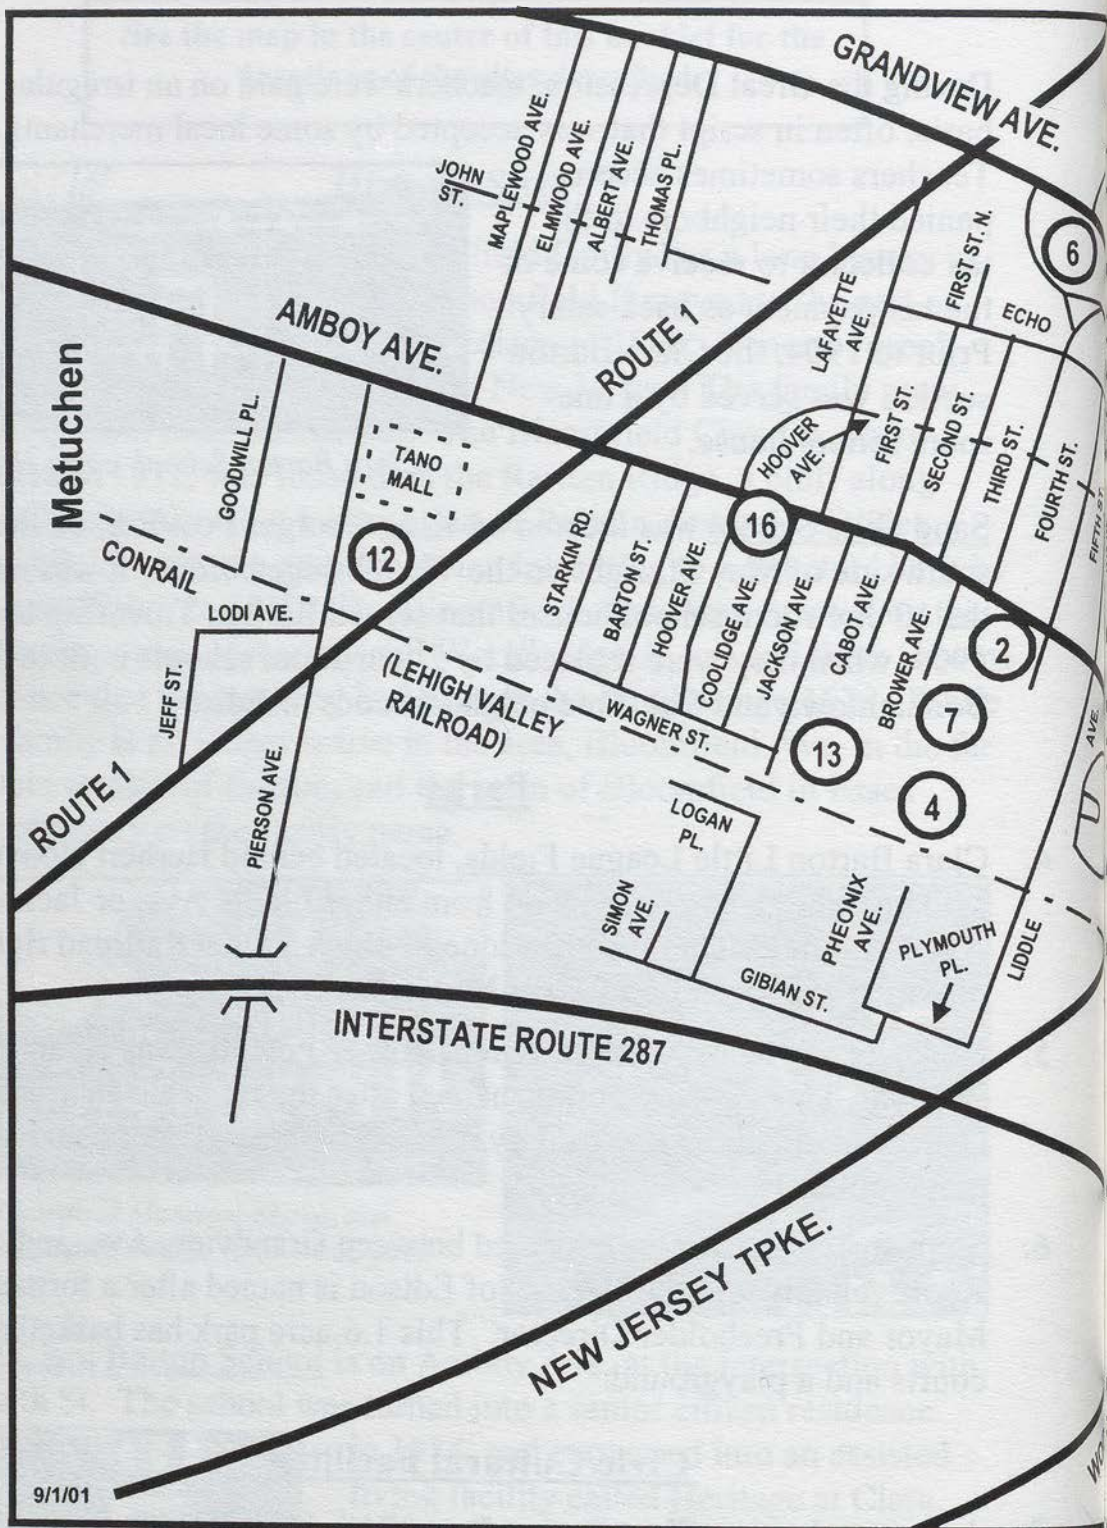 GRANDVIEW AVE.
JOHN
ST.
MAPLEWOOD AVE.
ELMWOOD AVE.
ALBERT AVE.
THOMAS PL.
6
AMBOY AVE.
ROUTE 1
LAFAYETTE
AVE.
FIRST ST. N.
ECHO
Metuchen
GOODWILL PL.
TANO
MALL
HOOVER
AVE.
FIRST ST.
SECOND ST.
THIRD ST.
FOURTH ST.
FIFTH ST.
16
12
CONRAIL
LODI AVE.
JEFF ST.
STARKIN RD.
BARTON ST.
HOOVER AVE.
COOLIDGE AVE.
JACKSON AVE.
CABOT AVE.
BROWER AVE.
2
7
13
4
(LEHIGH VALLEY
RAILROAD)
WAGNER ST.
ROUTE 1
PIERSON AVE.
LOGAN
PL.
SIMON
AVE.
PHEONIX
AVE.
PLYMOUTH
PL.
LIDDLE
AVE.
GIBIAN ST.
INTERSTATE ROUTE 287
NEW JERSEY TPKE.
9/1/01